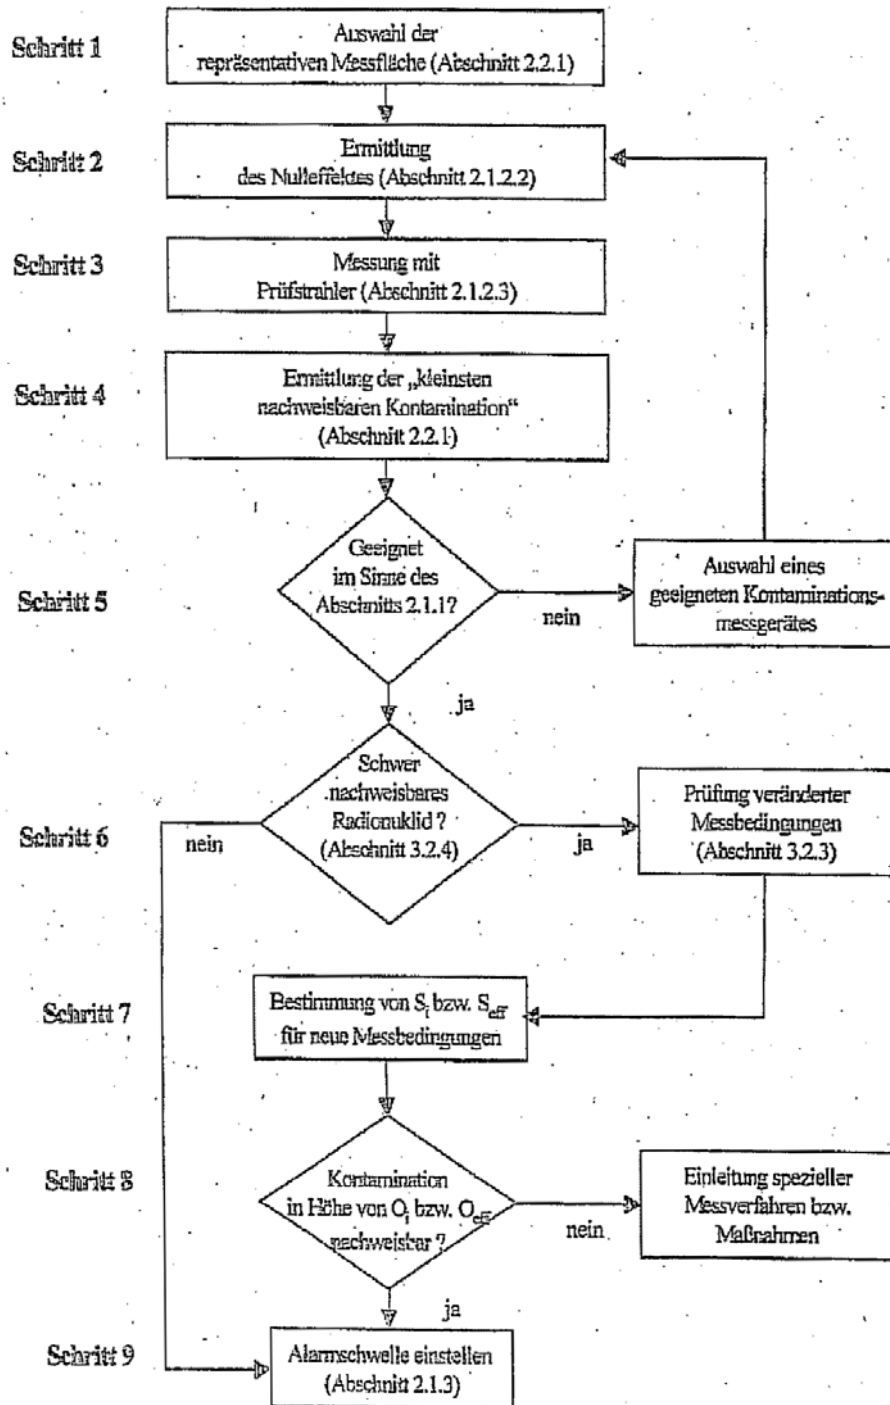 Schritt 1
Auswahl der
repräsentativen Messfläche (Abschnitt 2.2.1)
Schritt 2
Ermittlung
des Nulleffektes (Abschnitt 2.1.2.2)
Schritt 3
Messung mit
Prüfstrahler (Abschnitt 2.1.2.3)
Schritt 4
Ermittlung der „kleinsten
nachweisbaren Kontamination“
(Abschnitt 2.2.1)
Schritt 5
Geeignet
im Sinne des
Abschnitts 2.1.1?
nein
Auswahl eines
geeigneten Kontaminations-
messgerätes
ja
Schritt 6
nein
Schwer
nachweisbares
Radionuklid ?
(Abschnitt 3.2.4)
ja
Prüfung veränderter
Messbedingungen
(Abschnitt 3.2.3)
Schritt 7
Bestimmung von Si bzw. Seff
für neue Messbedingungen
Schritt 8
Kontamination
in Höhe von Oi bzw. Oeff
nachweisbar ?
nein
Einleitung spezieller
Messverfahren bzw.
Maßnahmen
ja
Schritt 9
Alarmschwelle einstellen
(Abschnitt 2.1.3)